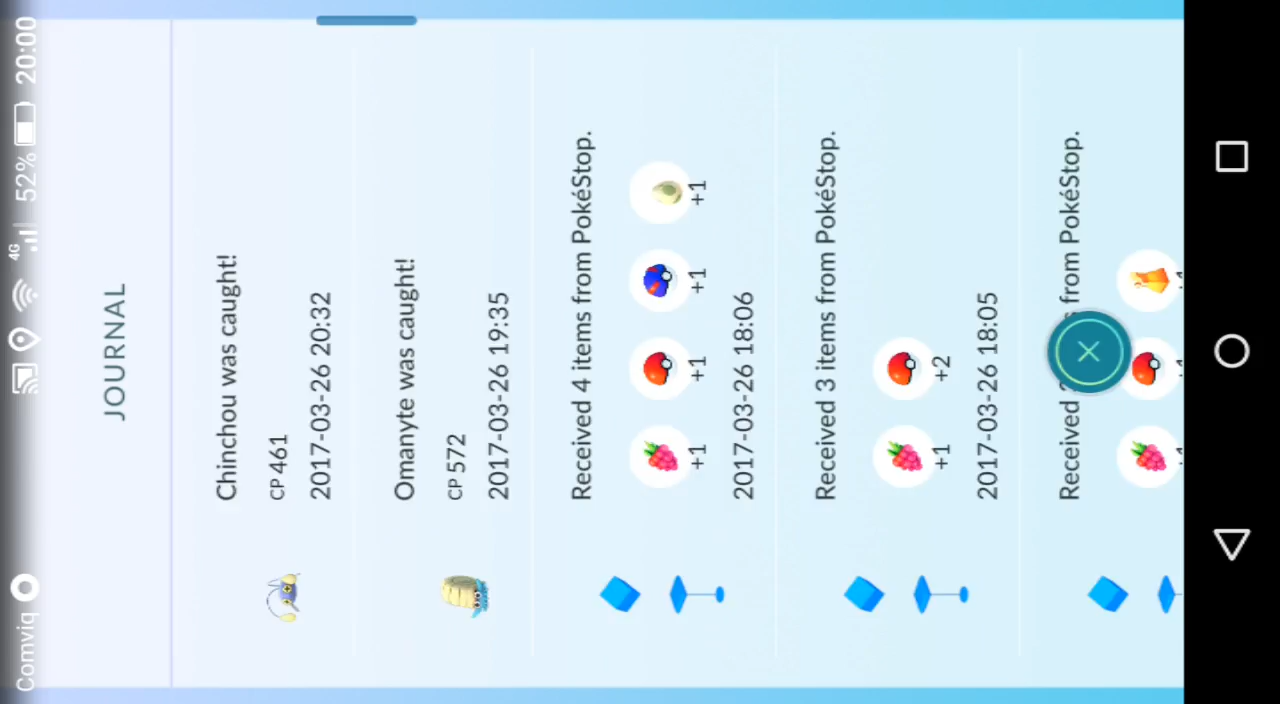 Comviq 4G 52% 20:00
JOURNAL
Chinchou was caught!
CP 461
2017-03-26 20:32
Omanyte was caught!
CP 572
2017-03-26 19:35
Received 4 items from PokéStop.
+1 +1 +1 +1
2017-03-26 18:06
Received 3 items from PokéStop.
+1 +2
2017-03-26 18:05
Received from PokéStop.